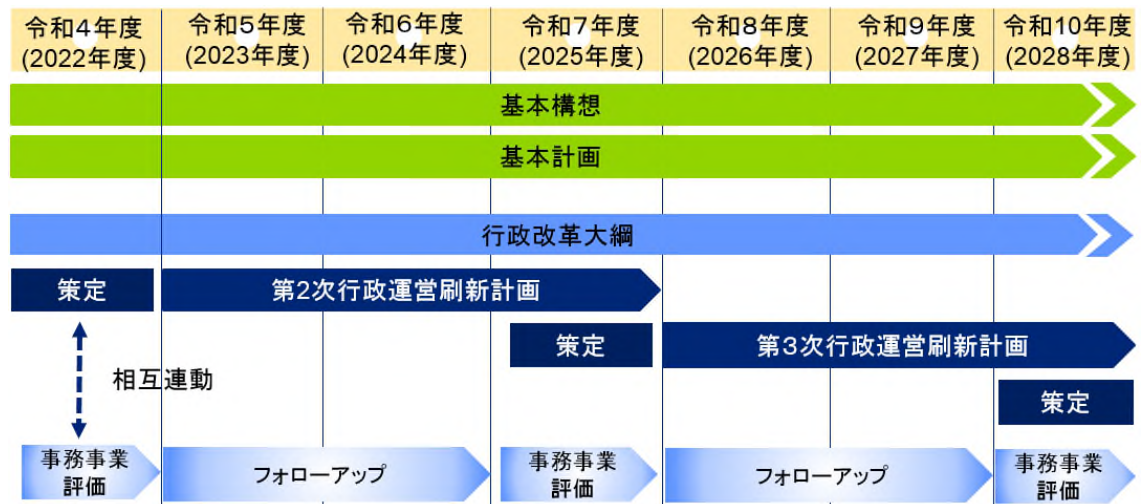 令和4年度
(2022年度)
令和5年度
(2023年度)
令和6年度
(2024年度)
令和7年度
(2025年度)
令和8年度
(2026年度)
令和9年度
(2027年度)
令和10年度
(2028年度)
基本構想
基本計画
行政改革大綱
策定
第2次行政運営刷新計画
策定
第3次行政運営刷新計画
相互連動
策定
事務事業
評価
フォローアップ
事務事業
評価
フォローアップ
事務事業
評価